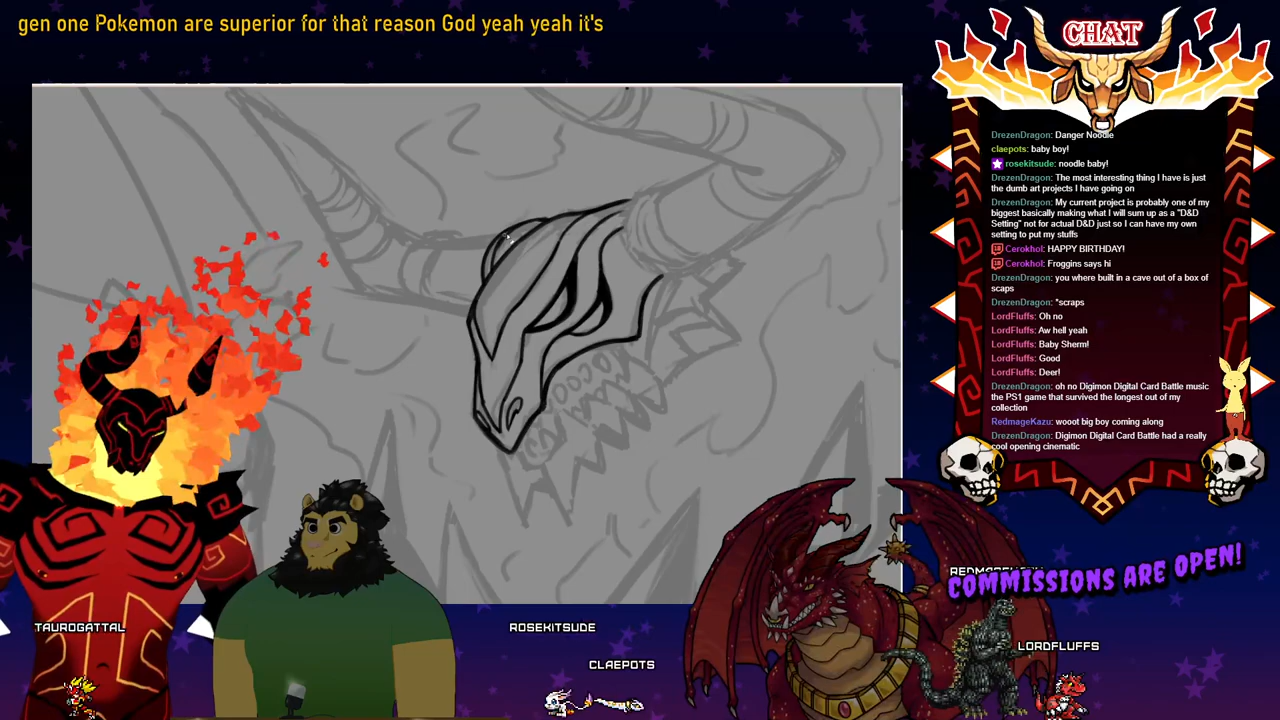 gen one Pokemon are superior for that reason God yeah yeah it's
CHAT
DrezenDragon: Danger Noodle
claepots: baby boy!
rosekitsude: noodle baby!
DrezenDragon: The most interesting thing I have is just
the dumb art projects I have going on
DrezenDragon: My current project is probably one of my
biggest basically making what I will sum up as a "D&D
Setting" not for actual D&D just so I can have my own
setting to put my stuffs
Cerokhol: HAPPY BIRTHDAY!
Cerokhol: Froggins says hi
DrezenDragon: you where built in a cave out of a box of
scaps
DrezenDragon: *scraps
LordFluffs: Oh no
LordFluffs: Aw hell yeah
LordFluffs: Baby Sherm!
LordFluffs: Good
LordFluffs: Deer!
DrezenDragon: oh no Digimon Digital Card Battle music
the PS1 game that survived the longest out of my
collection
RedmageKazu: wooot big boy coming along
DrezenDragon: Digimon Digital Card Battle had a really
cool opening cinematic
COMMISSIONS ARE OPEN!
TAUROGATTAL
ROSEKITSUDE
CLAEPOTS
LORDFLUFFS